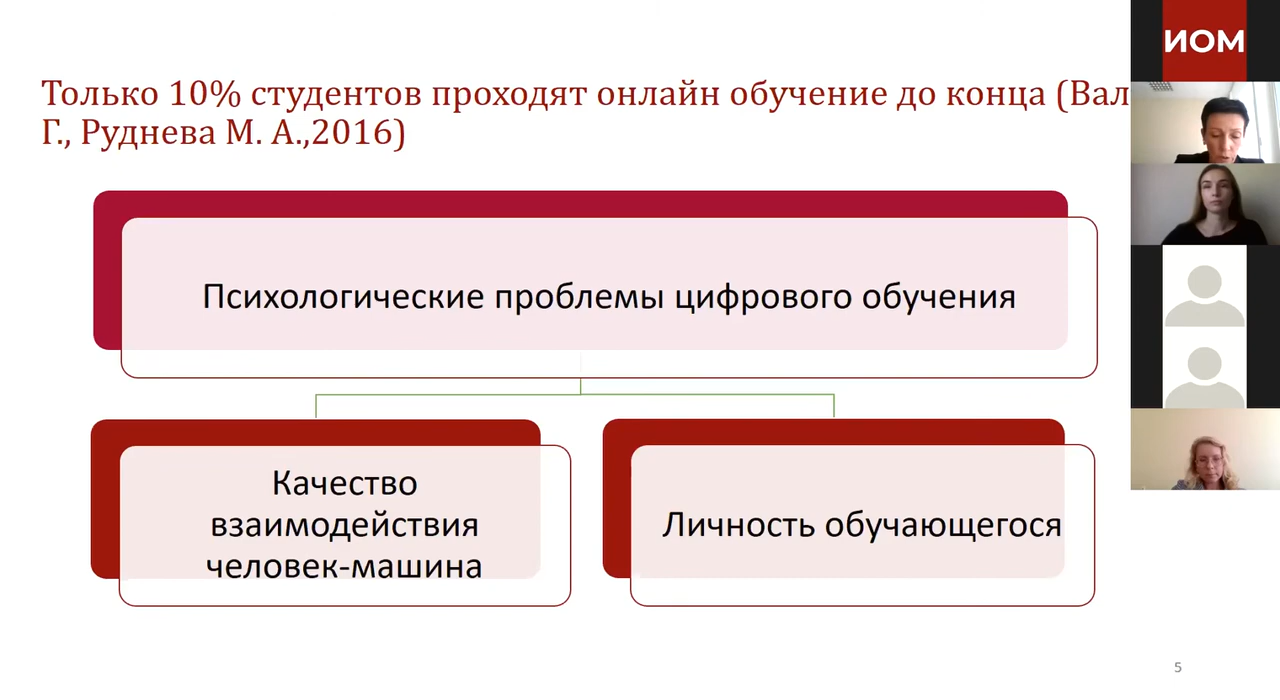 Только 10% студентов проходят онлайн обучение до конца (Вал
Г., Руднева М. А.,2016)
Психологические проблемы цифрового обучения
Качество
взаимодействия
человек-машина
Личность обучающегося
ИОМ
5